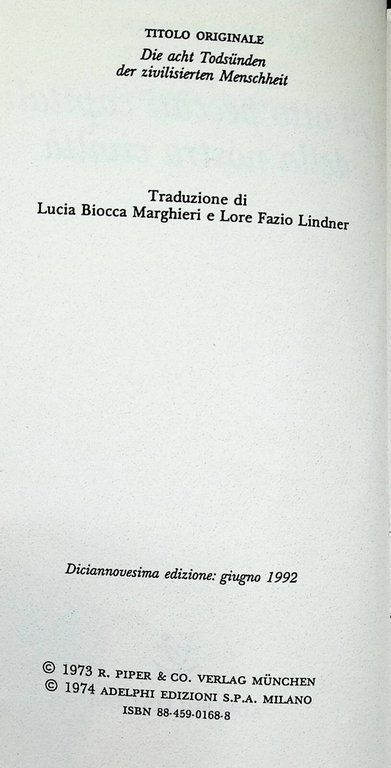 TITOLO ORIGINALE
Die acht Todsünden
der zivilisierten Menschheit
Traduzione di
Lucia Biocca Marghieri e Lore Fazio Lindner
Diciannovesima edizione: giugno 1992
© 1973 R. PIPER & CO. VERLAG MÜNCHEN
© 1974 ADELPHI EDIZIONI S.P.A. MILANO
ISBN 88-459-0168-8